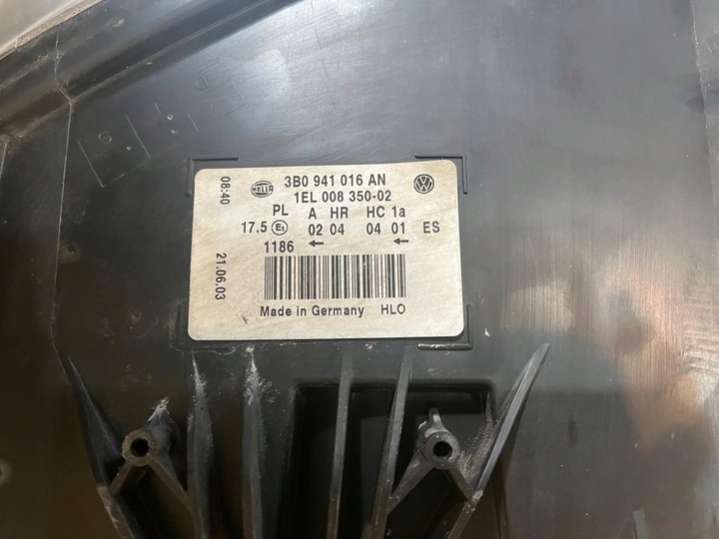 08:40
21.06.03
HELLA
3B0 941 016 AN
1EL 008 350-02
PL A HR HC 1a
17.5 E1 02 04 04 01 ES
1186 ← ←
Made in Germany HLO